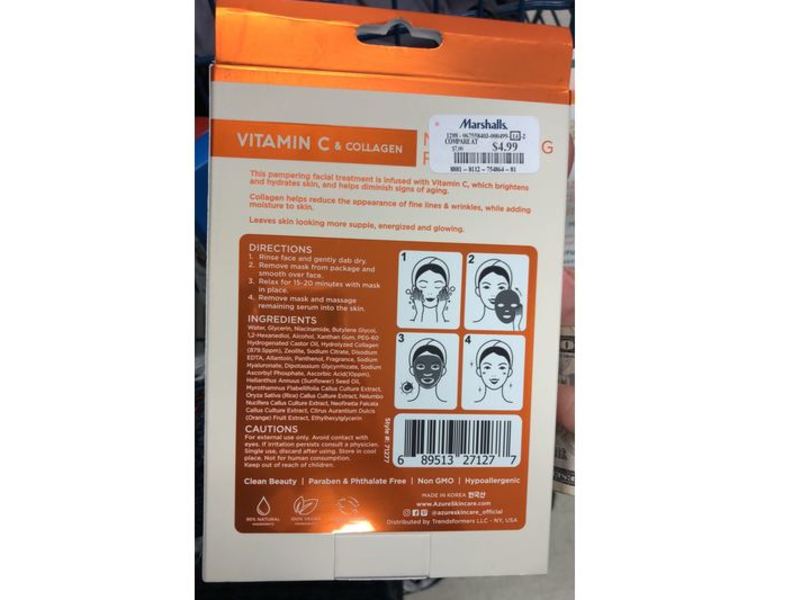 VITAMIN C & COLLAGEN
Marshalls.
COMPARE AT
$7.99
$4.99
8881 - 8112 - 754864 - 81
G
This pampering facial treatment is infused with Vitamin C, which brightens
and hydrates skin, and helps diminish signs of aging.
Collagen helps reduce the appearance of fine lines & wrinkles, while adding
moisture to skin.
Leaves skin looking more supple, energized and glowing.
DIRECTIONS
1. Rinse face and gently dab dry.
2. Remove mask from package and
smooth over face.
3. Relax for 15-20 minutes with mask
in place.
4. Remove mask and massage
remaining serum into the skin.
1
2
3
4
INGREDIENTS
Water, Glycerin, Niacinamide, Butylene Glycol,
1,2-Hexanediol, Alcohol, Xanthan Gum, PEG-60
Hydrogenated Castor Oil, Hydrolyzed Collagen
(879.5ppm), Zeolite, Sodium Citrate, Disodium
EDTA, Allantoin, Panthenol, Fragrance, Sodium
Hyaluronate, Dipotassium Glycyrrhizate, Sodium
Ascorbyl Phosphate, Ascorbic Acid(10ppm),
Helianthus Annuus (Sunflower) Seed Oil,
Myrothamnus Flabellifolia Callus Culture Extract,
Oryza Sativa (Rice) Callus Culture Extract, Nelumbo
Nucifera Callus Culture Extract, Neofinetia Falcata
Callus Culture Extract, Citrus Aurantium Dulcis
(Orange) Fruit Extract, Ethylhexylglycerin
CAUTIONS
For external use only. Avoid contact with
eyes. If irritation persists consult a physician.
Single use, discard after using. Store in cool
place. Not for human consumption.
Keep out of reach of children.
Style #: 71277
6 89513 27127 7
Clean Beauty | Paraben & Phthalate Free | Non GMO | Hypoallergenic
MADE IN KOREA 한국산
www.AzureSkincare.com
@azureskincare_official
Distributed by Trendsformers LLC - NY, USA
95% NATURAL
INGREDIENTS
100% VEGAN